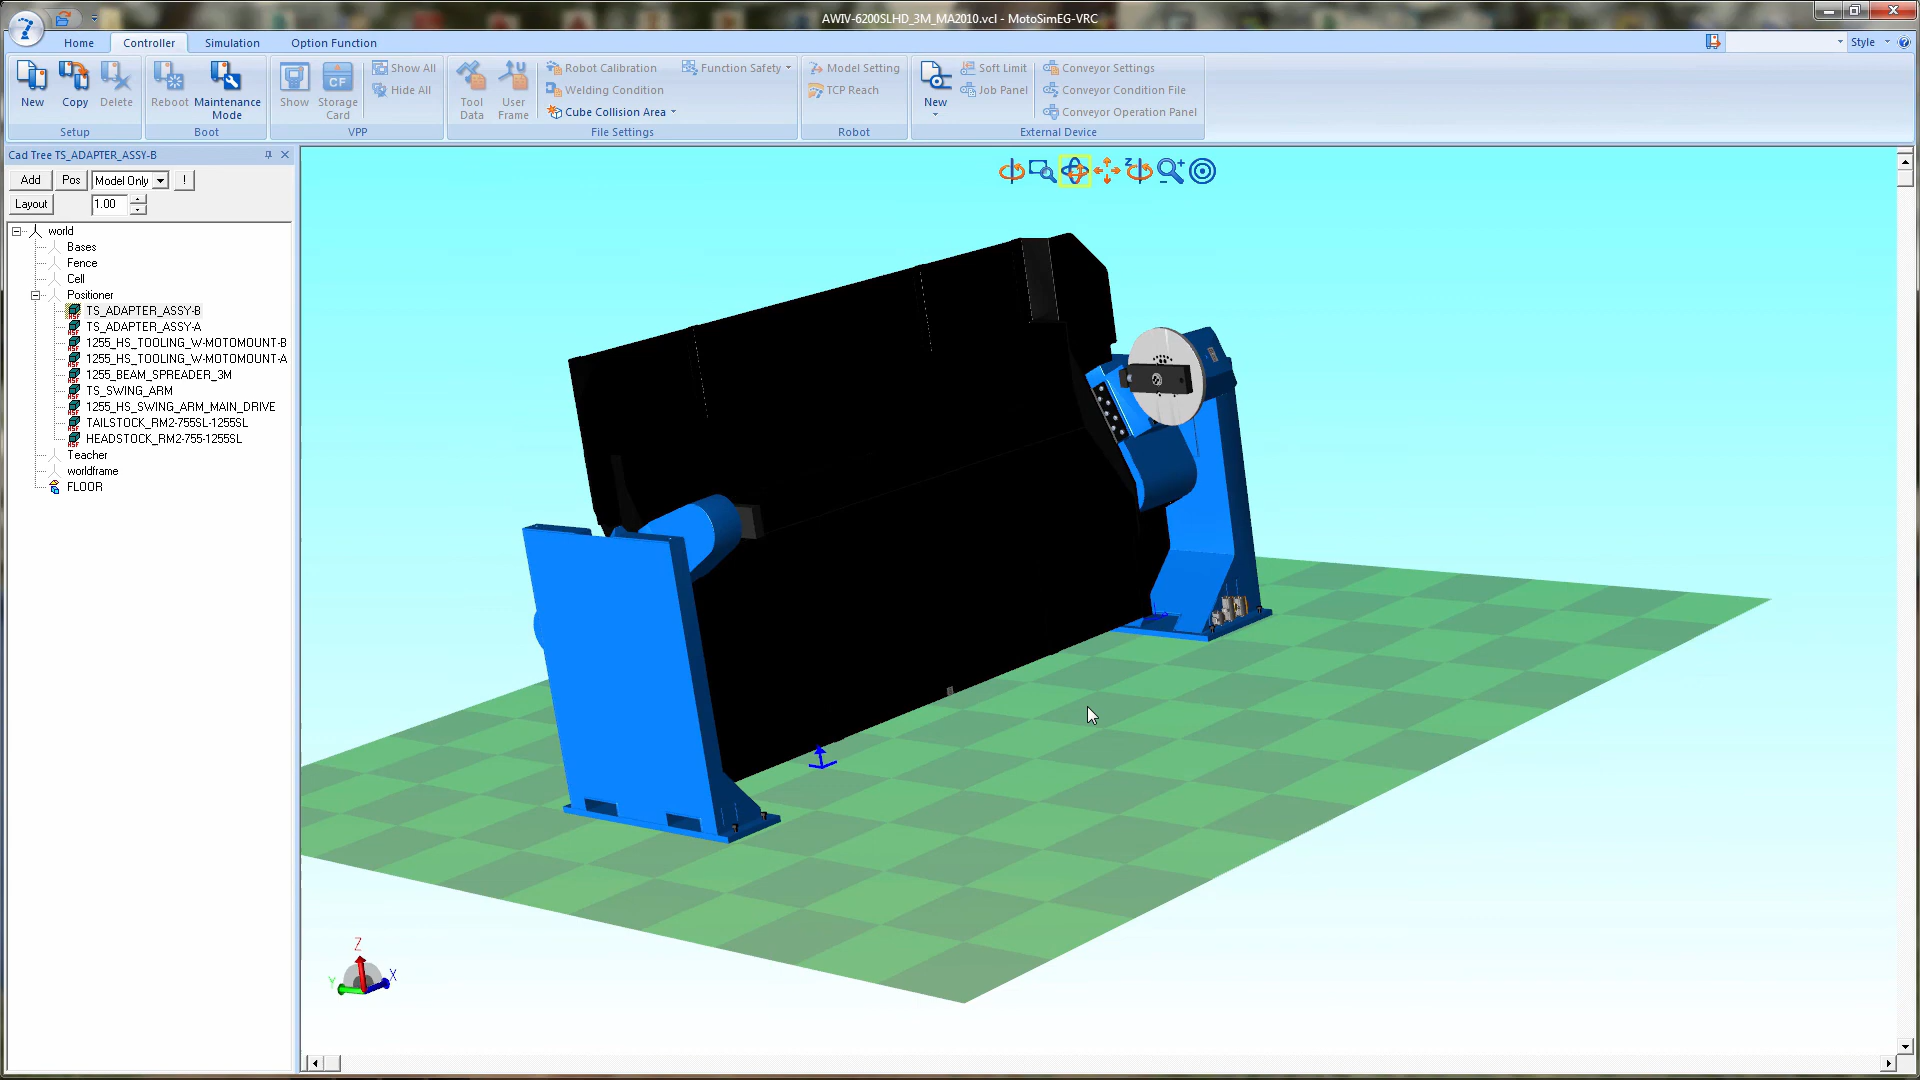 AWIV-6200SLHD_3M_MA2010.vcl - MotoSimEG-VRC
Home Controller Simulation Option Function Style
New Copy Delete
Setup
Reboot Maintenance Mode
Boot
Show Storage Card
CF
Show All
Hide All
VPP
Tool Data User Frame
Robot Calibration
Welding Condition
Cube Collision Area
Function Safety
File Settings
Model Setting
TCP Reach
Robot
New
Soft Limit
Job Panel
Conveyor Settings
Conveyor Condition File
Conveyor Operation Panel
External Device
Cad Tree TS_ADAPTER_ASSY-B
Add Pos Model Only !
Layout 1.00
world
Bases
Fence
Cell
Positioner
TS_ADAPTER_ASSY-B
TS_ADAPTER_ASSY-A
1255_HS_TOOLING_W-MOTOMOUNT-B
1255_HS_TOOLING_W-MOTOMOUNT-A
1255_BEAM_SPREADER_3M
TS_SWING_ARM
1255_HS_SWING_ARM_MAIN_DRIVE
TAILSTOCK_RM2-755SL-1255SL
HEADSTOCK_RM2-755-1255SL
Teacher
worldframe
FLOOR
Z
Y X